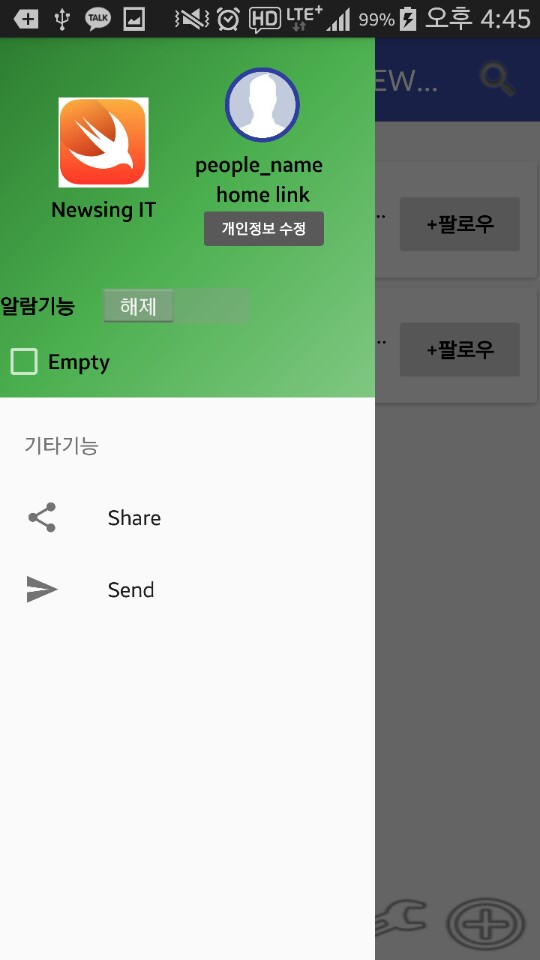 TALK HD LTE+ 99% 오후 4:45
EW...
people_name
home link
Newsing IT
개인정보 수정
.. +팔로우
알람기능 해제
.. +팔로우
Empty
기타기능
Share
Send